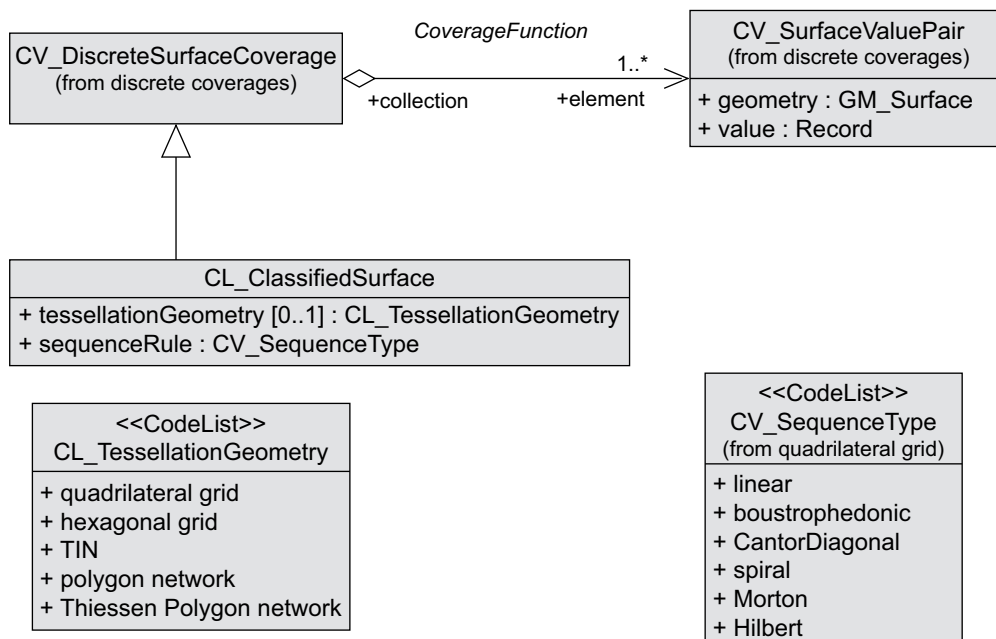 CV_DiscreteSurfaceCoverage
(from discrete coverages)
CoverageFunction
1..*
+collection
+element
CV_SurfaceValuePair
(from discrete coverages)
+ geometry : GM_Surface
+ value : Record
CL_ClassifiedSurface
+ tessellationGeometry [0..1] : CL_TessellationGeometry
+ sequenceRule : CV_SequenceType
<<CodeList>>
CL_TessellationGeometry
+ quadrilateral grid
+ hexagonal grid
+ TIN
+ polygon network
+ Thiessen Polygon network
<<CodeList>>
CV_SequenceType
(from quadrilateral grid)
+ linear
+ boustrophedonic
+ CantorDiagonal
+ spiral
+ Morton
+ Hilbert